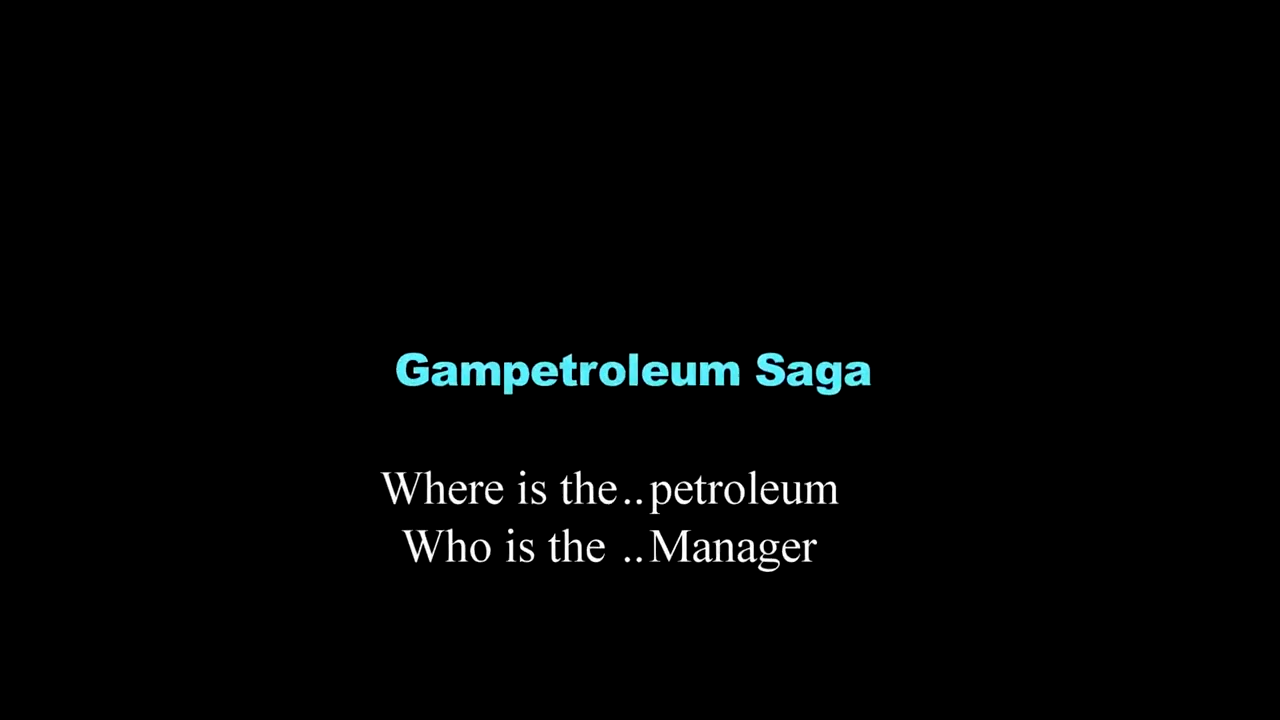 Gampetroleum Saga
Where is the..petroleum
Who is the ..Manager